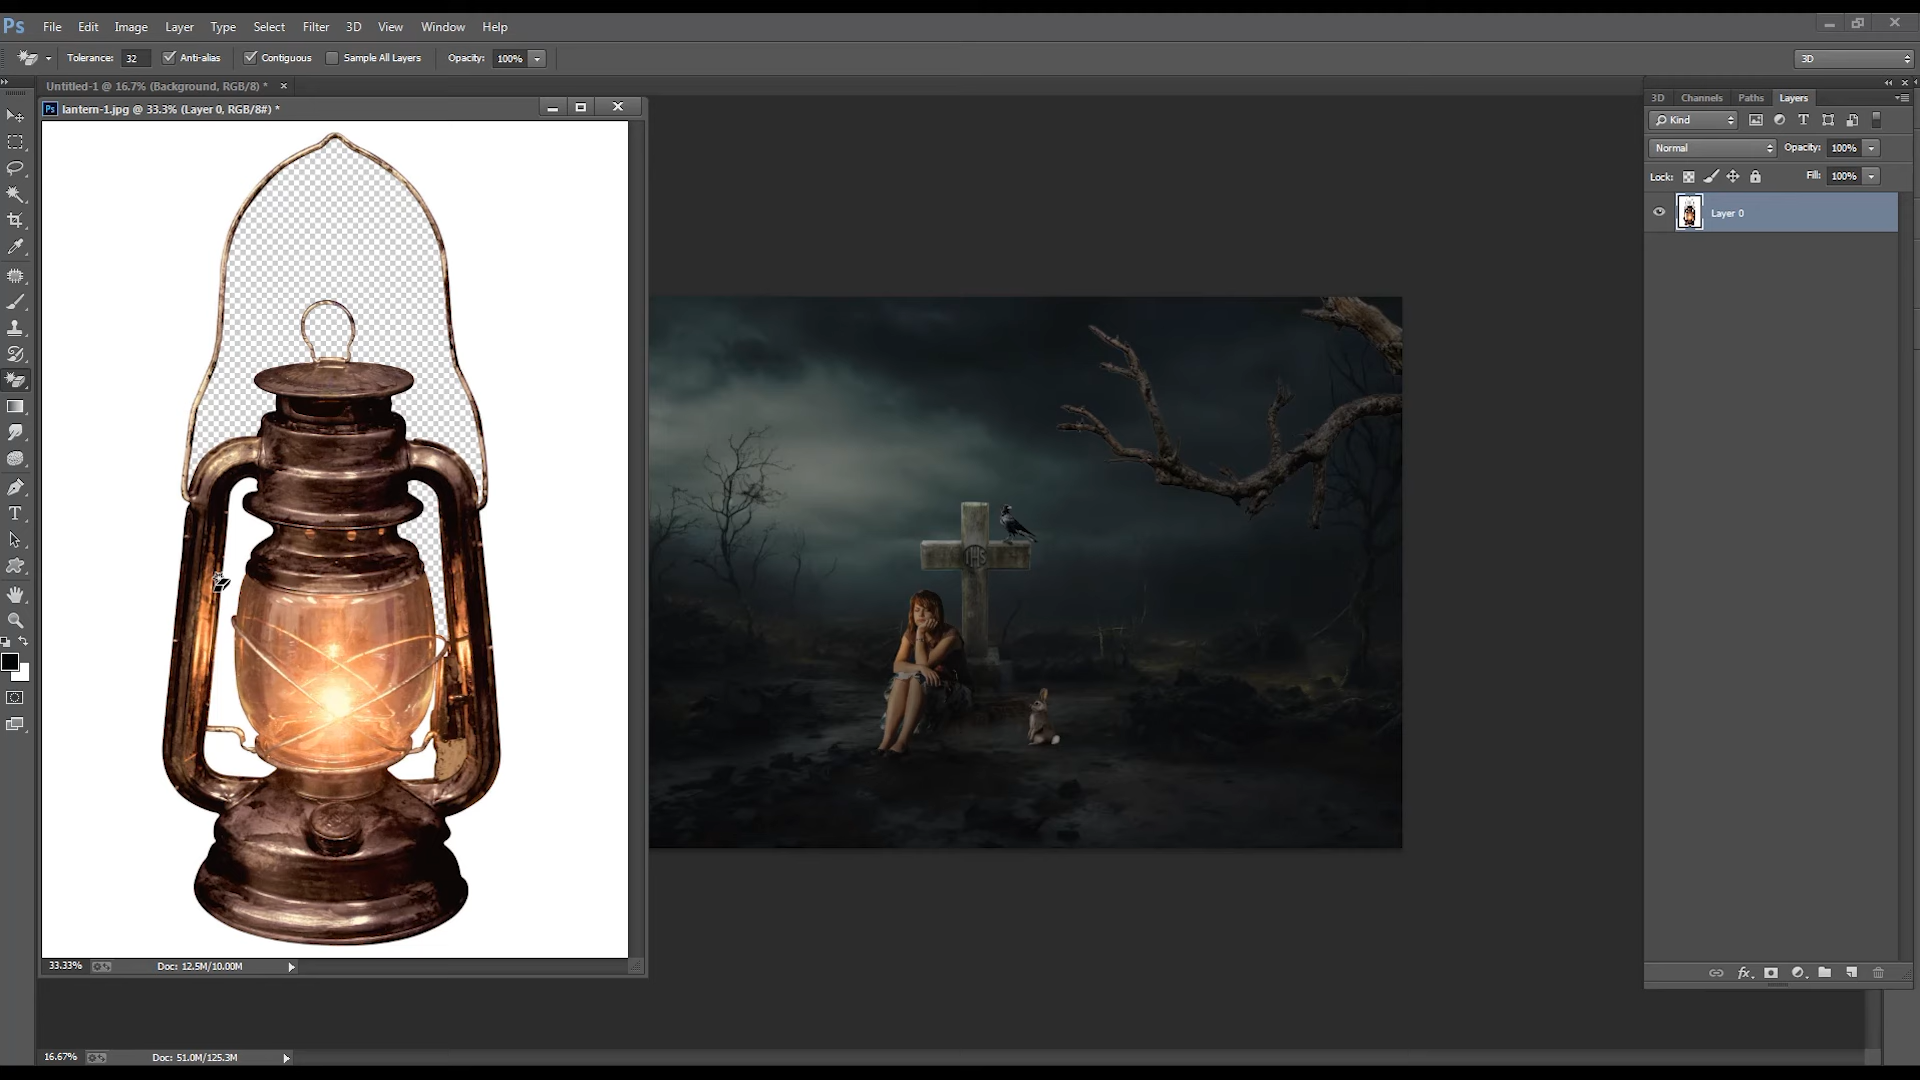 Ps File Edit Image Layer Type Select Filter 3D View Window Help
Tolerance: 32 Anti-alias Contiguous Sample All Layers Opacity: 100% 3D
Untitled-1 @ 16.7% (Background, RGB/8) *
Ps lantern-1.jpg @ 33.3% (Layer 0, RGB/8#) *
3D Channels Paths Layers
Kind
Normal Opacity: 100%
Lock: Fill: 100%
Layer 0
IHS
33.33% Doc: 12.5M/10.00M
fx
16.67% Doc: 51.0M/125.3M